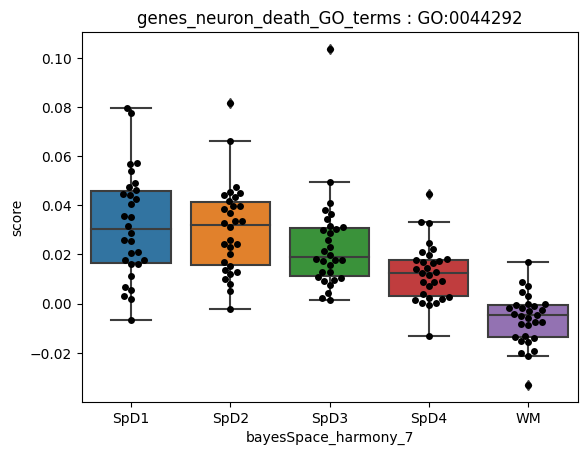 genes_neuron_death_GO_terms : GO:0044292
0.10
0.08
0.06
0.04
0.02
0.00
−0.02
score
SpD1 SpD2 SpD3 SpD4 WM
bayesSpace_harmony_7